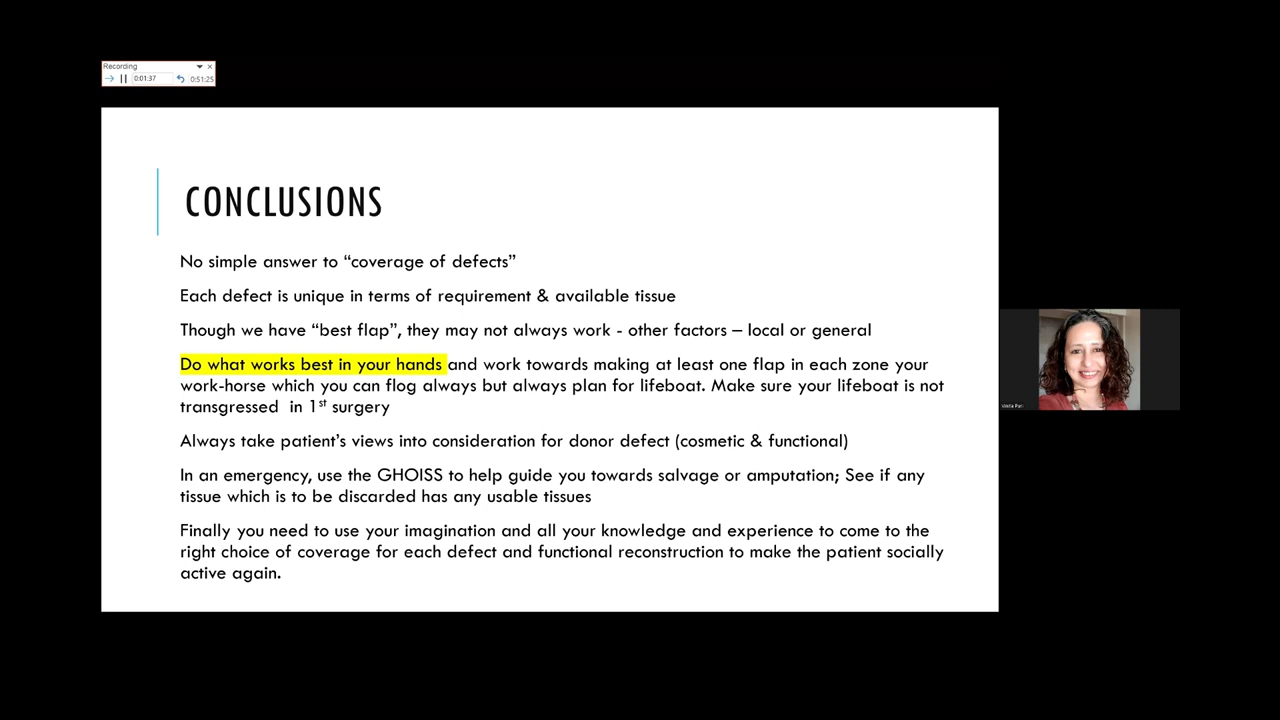 Recording
0:01:37
0:51:25
CONCLUSIONS
No simple answer to “coverage of defects”
Each defect is unique in terms of requirement & available tissue
Though we have “best flap”, they may not always work - other factors – local or general
Do what works best in your hands and work towards making at least one flap in each zone your
work-horse which you can flog always but always plan for lifeboat. Make sure your lifeboat is not
transgressed in 1st surgery
Always take patient’s views into consideration for donor defect (cosmetic & functional)
In an emergency, use the GHOISS to help guide you towards salvage or amputation; See if any
tissue which is to be discarded has any usable tissues
Finally you need to use your imagination and all your knowledge and experience to come to the
right choice of coverage for each defect and functional reconstruction to make the patient socially
active again.